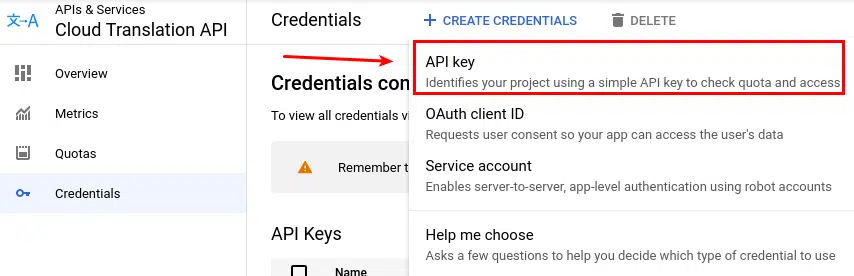 文→A
APIs & Services
Cloud Translation API
Overview
Metrics
Quotas
Credentials
Credentials
+ CREATE CREDENTIALS
DELETE
Credentials com
To view all credentials vi
Remember t
API Keys
Name
API key
Identifies your project using a simple API key to check quota and access
OAuth client ID
Requests user consent so your app can access the user's data
Service account
Enables server-to-server, app-level authentication using robot accounts
Help me choose
Asks a few questions to help you decide which type of credential to use